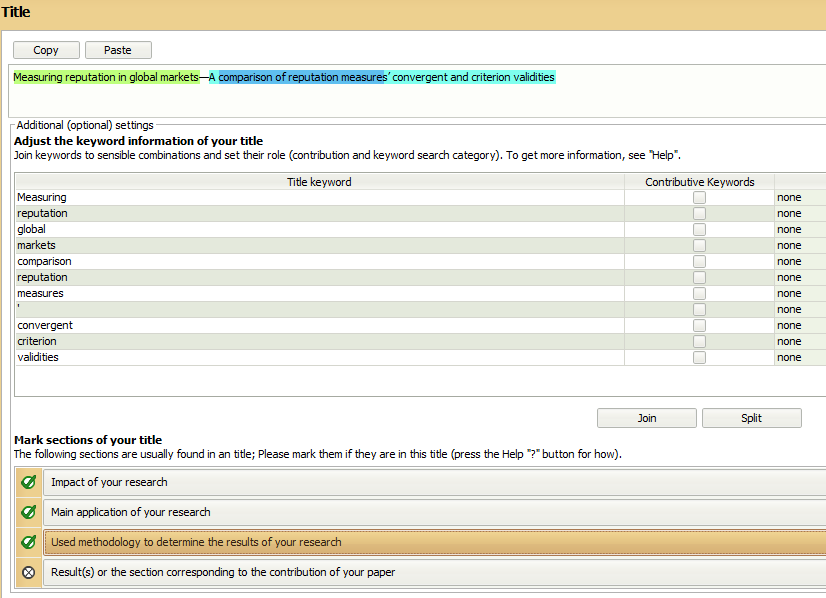 Title
Copy Paste
Measuring reputation in global markets—A comparison of reputation measures’ convergent and criterion validities
Additional (optional) settings
Adjust the keyword information of your title
Join keywords to sensible combinations and set their role (contribution and keyword search category). To get more information, see "Help".
Title keyword Contributive Keywords
Measuring none
reputation none
global none
markets none
comparison none
reputation none
measures none
' none
convergent none
criterion none
validities none
Join Split
Mark sections of your title
The following sections are usually found in an title; Please mark them if they are in this title (press the Help "?" button for how).
Impact of your research
Main application of your research
Used methodology to determine the results of your research
Result(s) or the section corresponding to the contribution of your paper